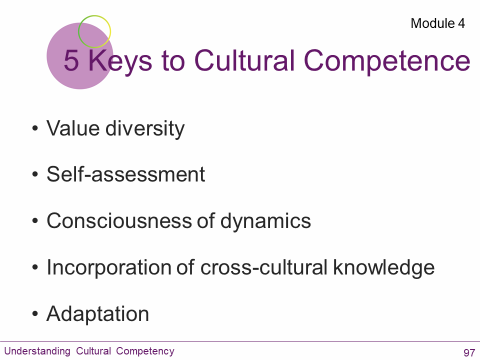 Module 4
5 Keys to Cultural Competence
• Value diversity
• Self-assessment
• Consciousness of dynamics
• Incorporation of cross-cultural knowledge
• Adaptation
Understanding Cultural Competency
97